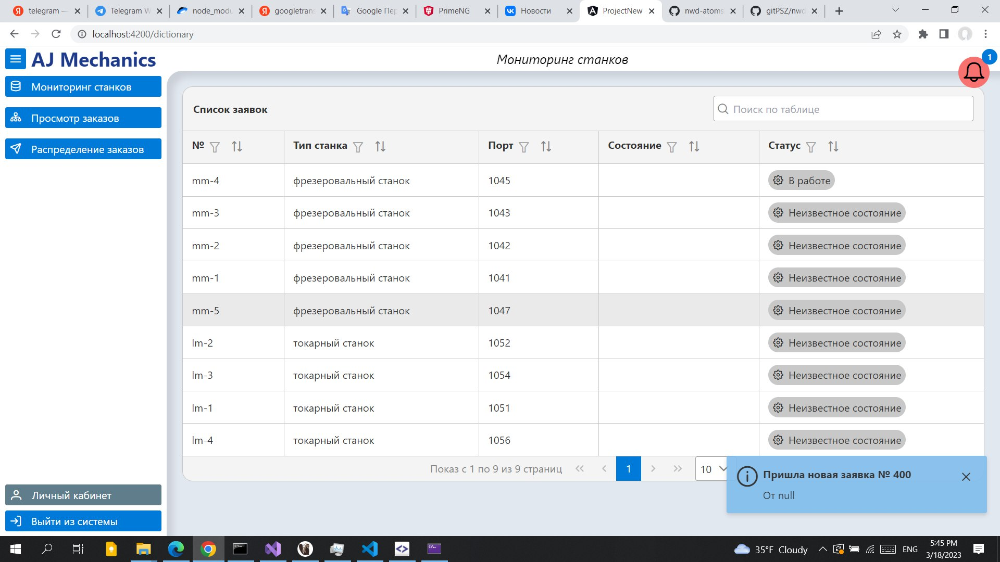 telegram —
Telegram W
node_modu
googletrans
Google Пер
PrimeNG
Новости
ProjectNew
nwd-atoms
gitPSZ/nwd
localhost:4200/dictionary
AJ Mechanics
Мониторинг станков
1
Мониторинг станков
Просмотр заказов
Распределение заказов
Список заявок
Поиск по таблице
№ Тип станка Порт Состояние Статус
mm-4 фрезеровальный станок 1045 В работе
mm-3 фрезеровальный станок 1043 Неизвестное состояние
mm-2 фрезеровальный станок 1042 Неизвестное состояние
mm-1 фрезеровальный станок 1041 Неизвестное состояние
mm-5 фрезеровальный станок 1047 Неизвестное состояние
lm-2 токарный станок 1052 Неизвестное состояние
lm-3 токарный станок 1054 Неизвестное состояние
lm-1 токарный станок 1051 Неизвестное состояние
lm-4 токарный станок 1056 Неизвестное состояние
Показ с 1 по 9 из 9 страниц 1 10
Пришла новая заявка № 400
От null
Личный кабинет
Выйти из системы
35°F Cloudy
ENG
5:45 PM
3/18/2023